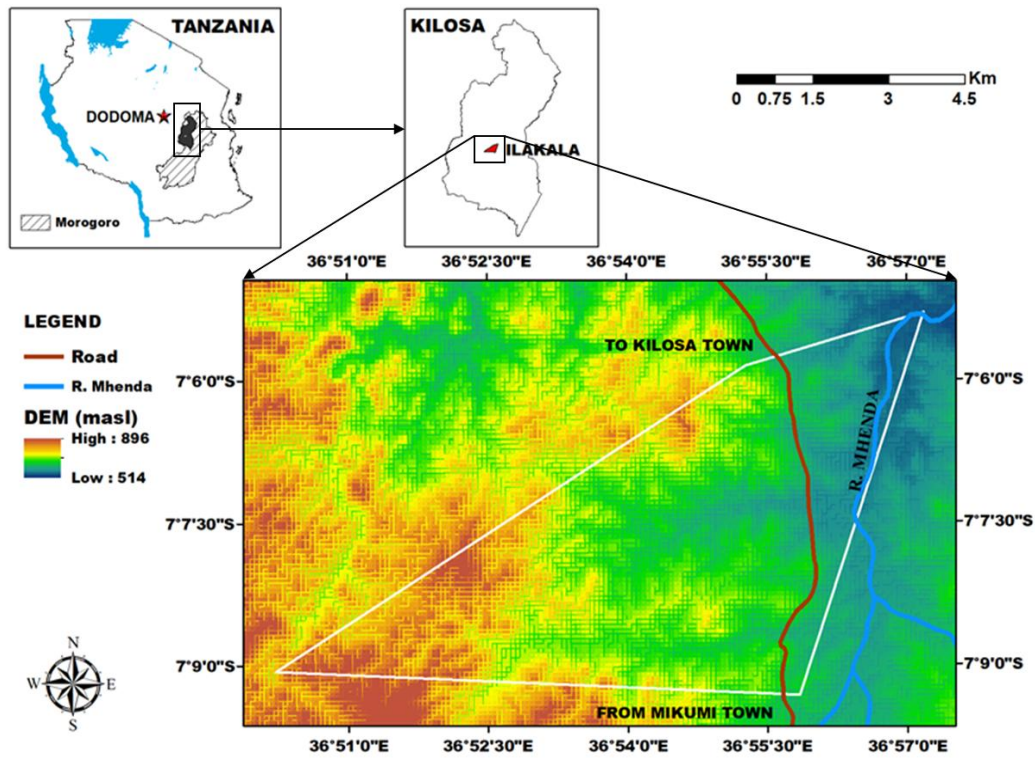 TANZANIA
DODOMA
Morogoro
KILOSA
ILAKALA
Km
0 0.75 1.5 3 4.5
36°51'0"E 36°52'30"E 36°54'0"E 36°55'30"E 36°57'0"E
LEGEND
Road
R. Mhenda
DEM (masl)
High : 896
Low : 514
TO KILOSA TOWN
R. MHENDA
FROM MIKUMI TOWN
7°6'0"S 7°6'0"S
7°7'30"S 7°7'30"S
7°9'0"S 7°9'0"S
N
W E
S
36°51'0"E 36°52'30"E 36°54'0"E 36°55'30"E 36°57'0"E